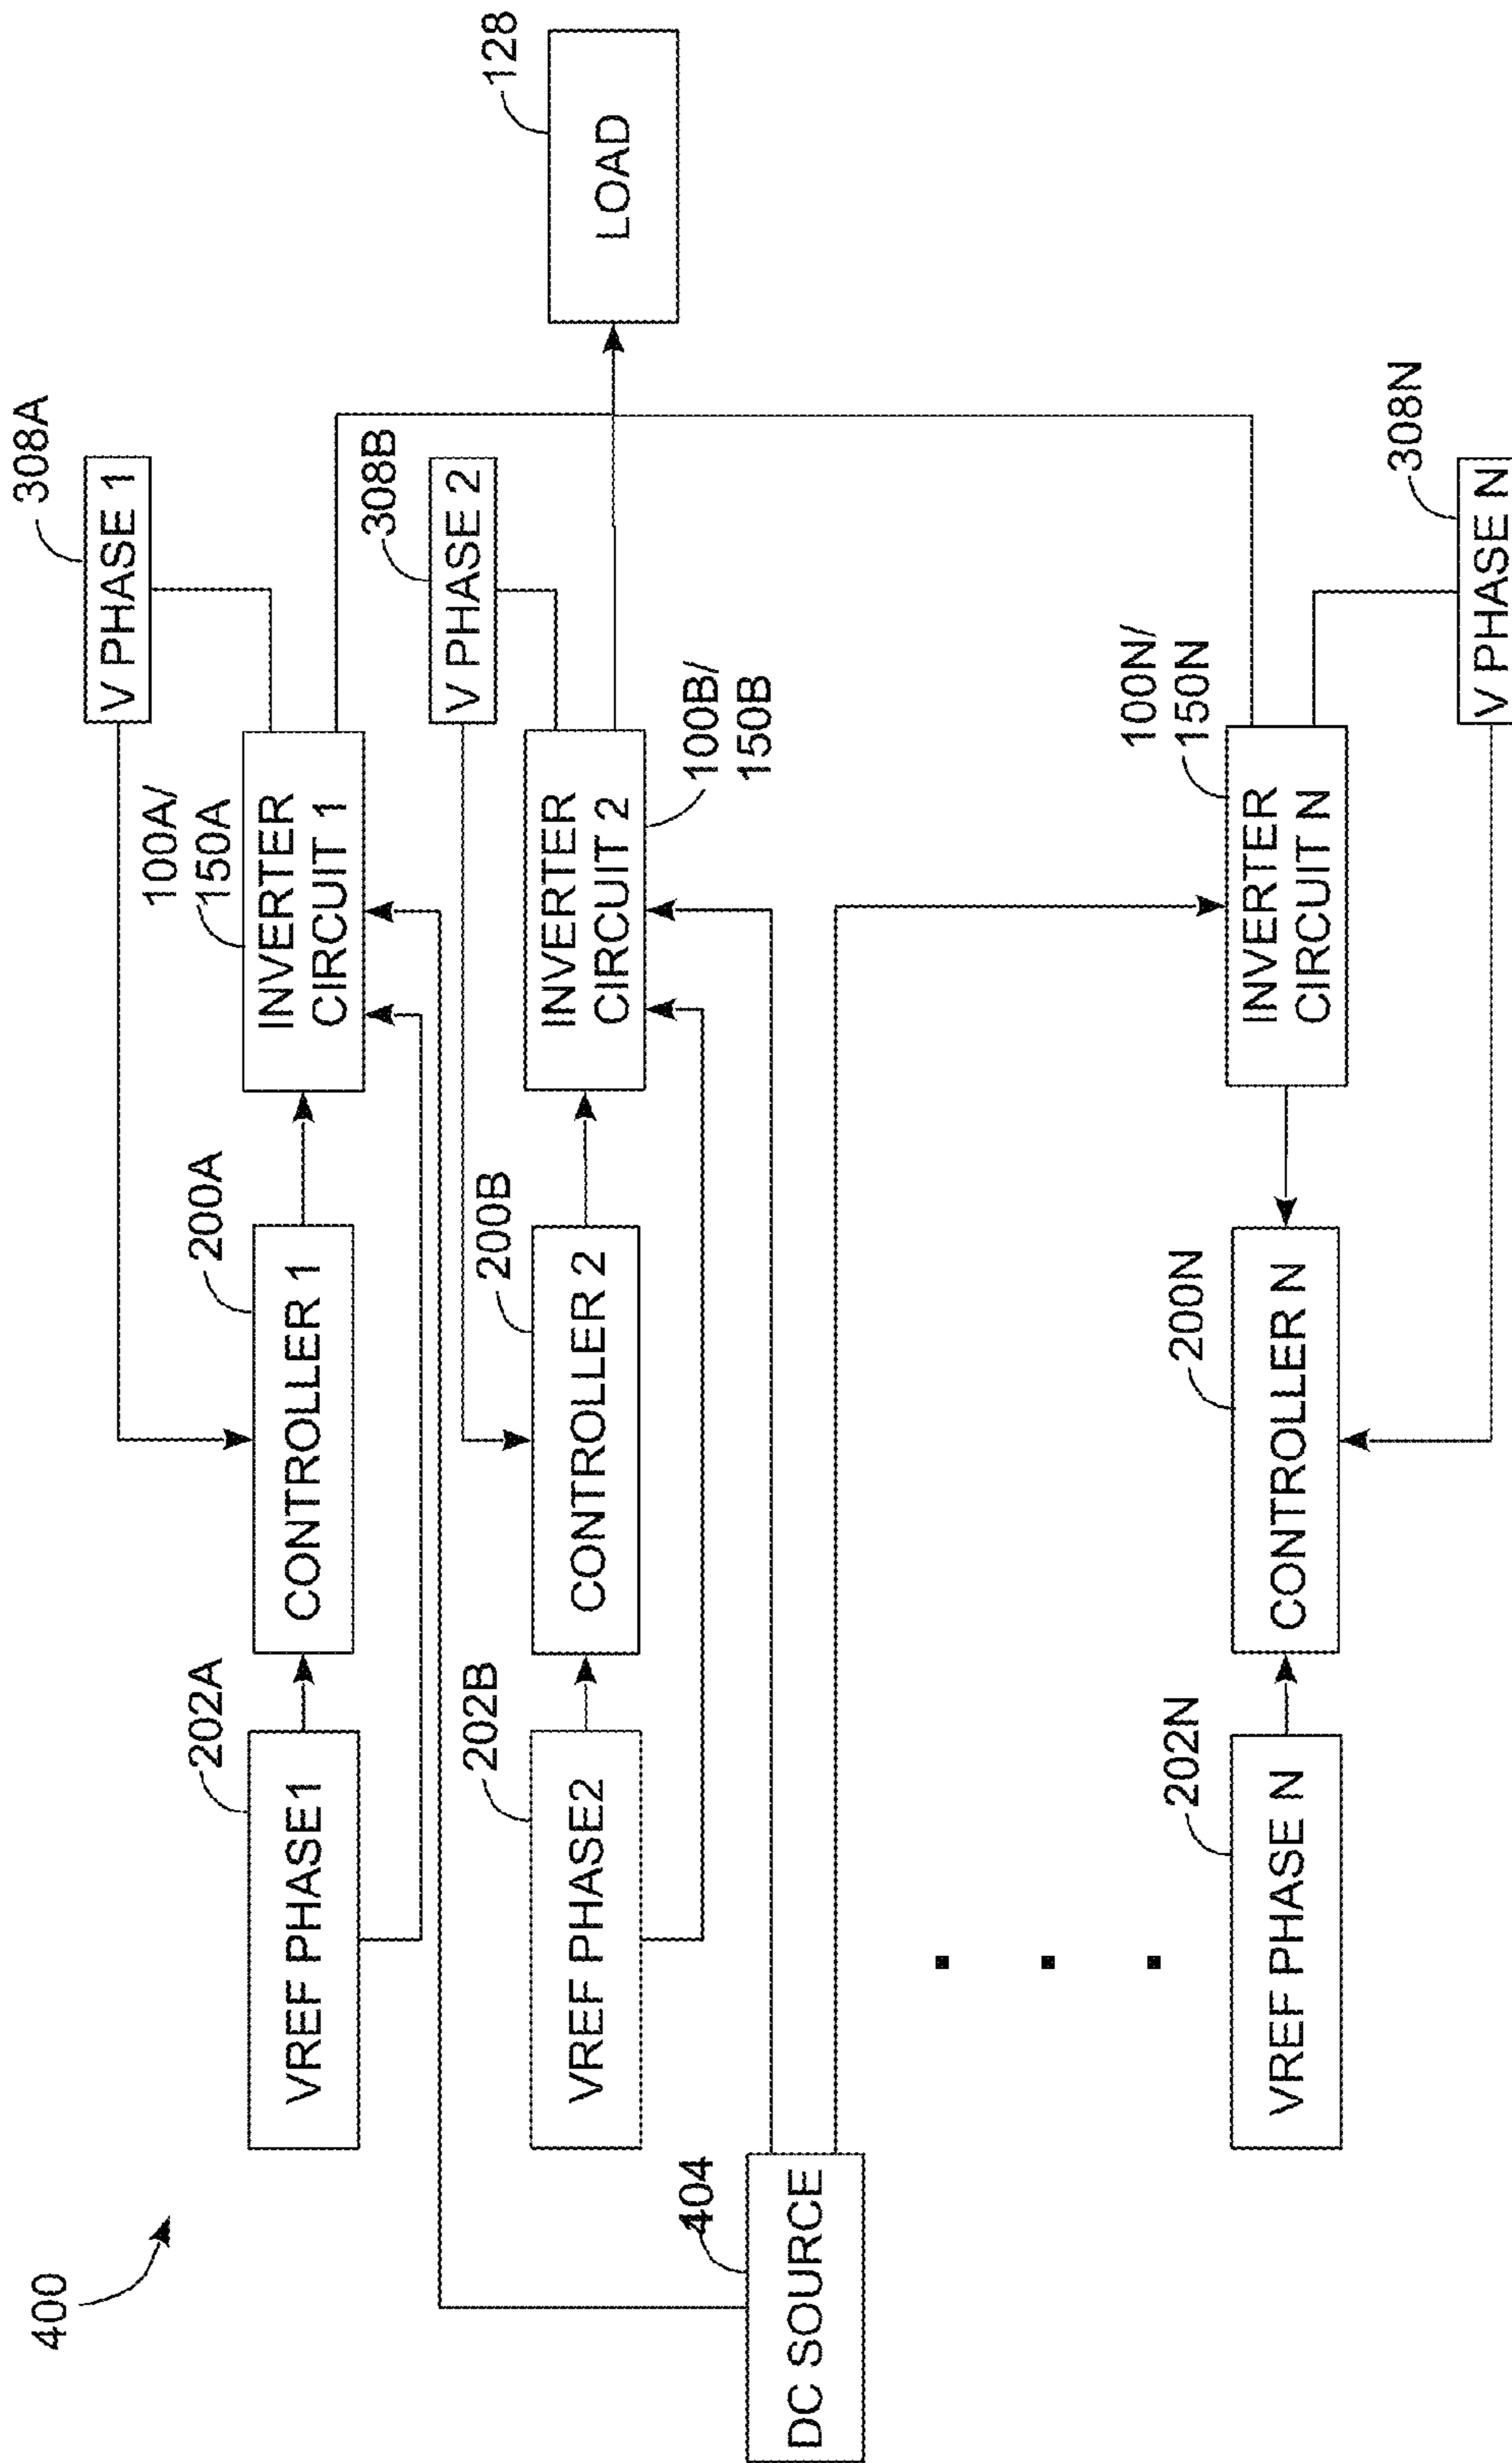 400
202A
VREF PHASE1
200A
CONTROLLER 1
100A/
150A
INVERTER
CIRCUIT 1
308A
V PHASE 1
202B
VREF PHASE2
200B
CONTROLLER 2
INVERTER
CIRCUIT 2
100B/
150B
308B
V PHASE 2
128
LOAD
404
DC SOURCE
. . .
202N
VREF PHASE N
200N
CONTROLLER N
100N/
150N
INVERTER
CIRCUIT N
308N
V PHASE N